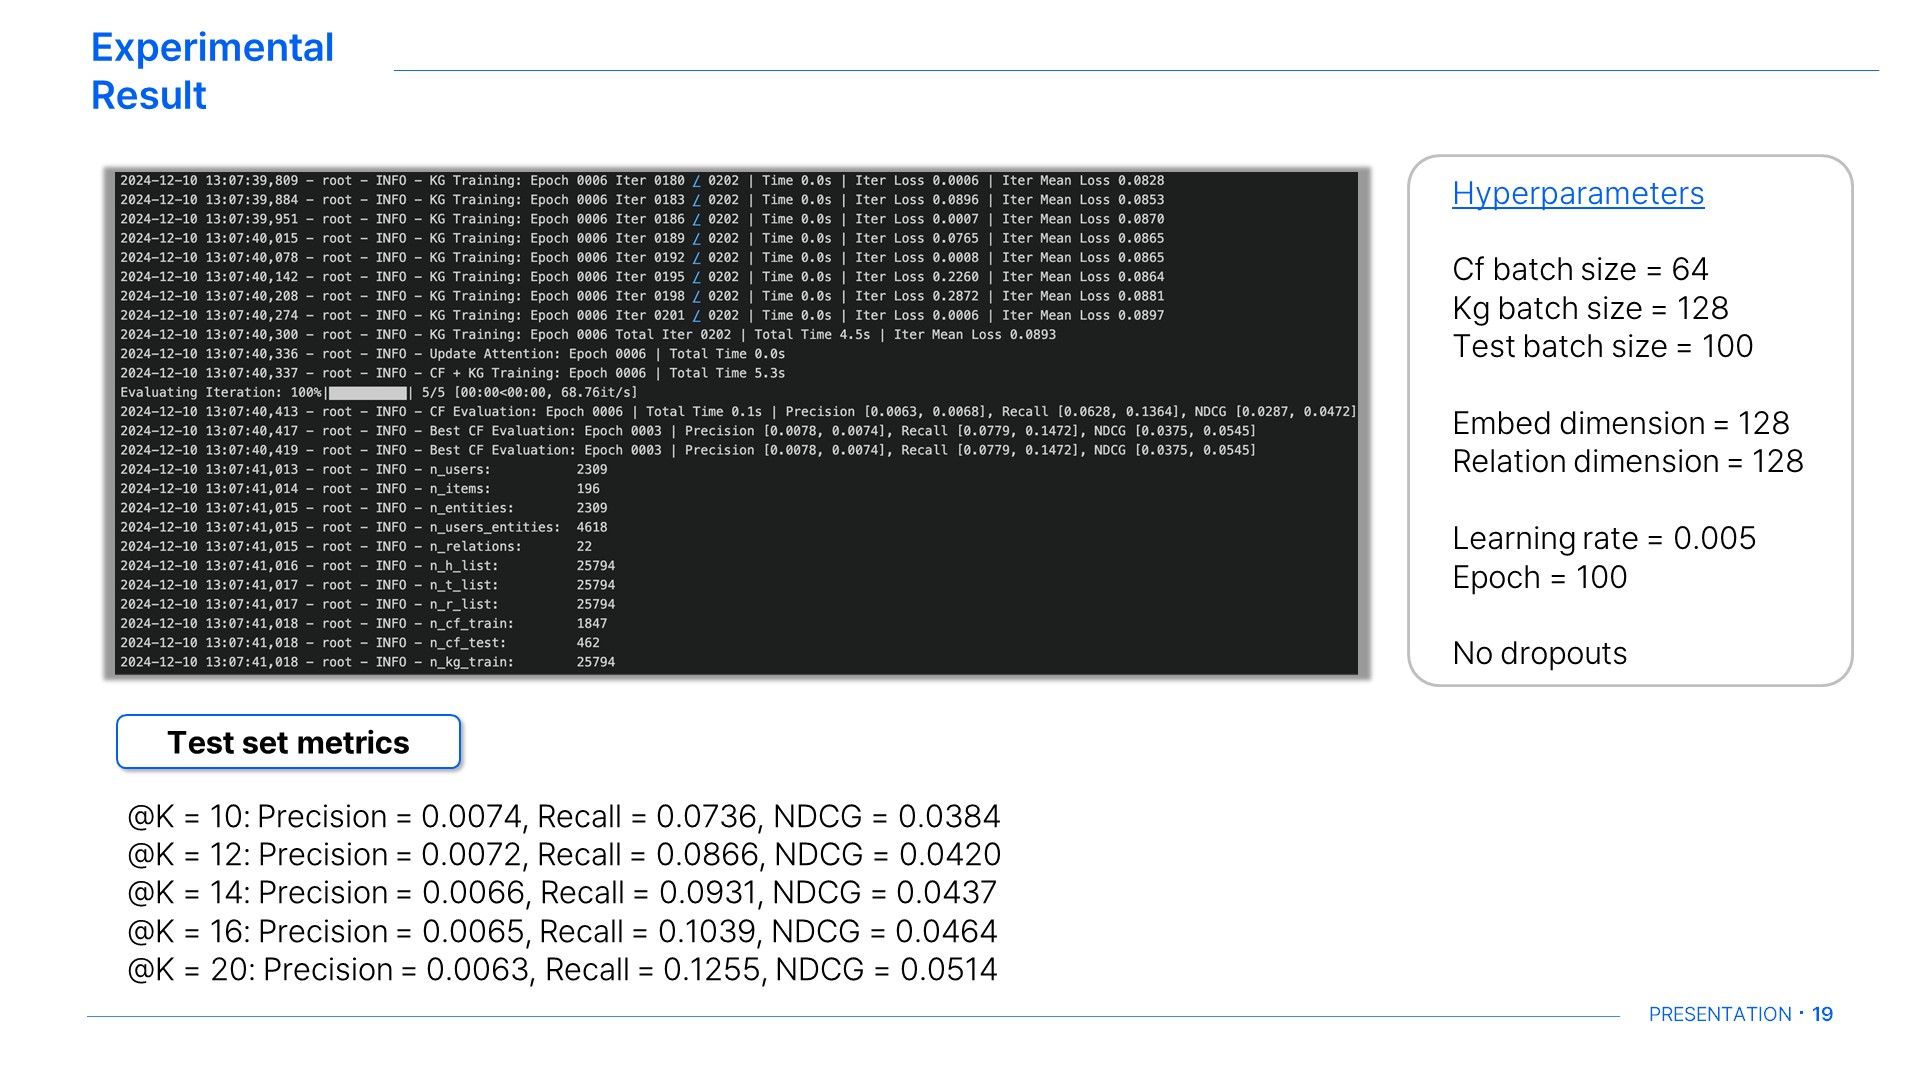 Experimental
Result
2024-12-10 13:07:39,809 - root - INFO - KG Training: Epoch 0006 Iter 0180 / 0202 | Time 0.0s | Iter Loss 0.0006 | Iter Mean Loss 0.0828
2024-12-10 13:07:39,884 - root - INFO - KG Training: Epoch 0006 Iter 0183 / 0202 | Time 0.0s | Iter Loss 0.0896 | Iter Mean Loss 0.0853
2024-12-10 13:07:39,951 - root - INFO - KG Training: Epoch 0006 Iter 0186 / 0202 | Time 0.0s | Iter Loss 0.0007 | Iter Mean Loss 0.0870
2024-12-10 13:07:40,015 - root - INFO - KG Training: Epoch 0006 Iter 0189 / 0202 | Time 0.0s | Iter Loss 0.0765 | Iter Mean Loss 0.0865
2024-12-10 13:07:40,078 - root - INFO - KG Training: Epoch 0006 Iter 0192 / 0202 | Time 0.0s | Iter Loss 0.0008 | Iter Mean Loss 0.0865
2024-12-10 13:07:40,142 - root - INFO - KG Training: Epoch 0006 Iter 0195 / 0202 | Time 0.0s | Iter Loss 0.2260 | Iter Mean Loss 0.0864
2024-12-10 13:07:40,208 - root - INFO - KG Training: Epoch 0006 Iter 0198 / 0202 | Time 0.0s | Iter Loss 0.2872 | Iter Mean Loss 0.0881
2024-12-10 13:07:40,274 - root - INFO - KG Training: Epoch 0006 Iter 0201 / 0202 | Time 0.0s | Iter Loss 0.0006 | Iter Mean Loss 0.0897
2024-12-10 13:07:40,300 - root - INFO - KG Training: Epoch 0006 Total Iter 0202 | Total Time 4.5s | Iter Mean Loss 0.0893
2024-12-10 13:07:40,336 - root - INFO - Update Attention: Epoch 0006 | Total Time 0.0s
2024-12-10 13:07:40,337 - root - INFO - CF + KG Training: Epoch 0006 | Total Time 5.3s
Evaluating Iteration: 100%|██████████| 5/5 [00:00<00:00, 68.76it/s]
2024-12-10 13:07:40,413 - root - INFO - CF Evaluation: Epoch 0006 | Total Time 0.1s | Precision [0.0063, 0.0068], Recall [0.0628, 0.1364], NDCG [0.0287, 0.0472]
2024-12-10 13:07:40,417 - root - INFO - Best CF Evaluation: Epoch 0003 | Precision [0.0078, 0.0074], Recall [0.0779, 0.1472], NDCG [0.0375, 0.0545]
2024-12-10 13:07:40,419 - root - INFO - Best CF Evaluation: Epoch 0003 | Precision [0.0078, 0.0074], Recall [0.0779, 0.1472], NDCG [0.0375, 0.0545]
2024-12-10 13:07:41,013 - root - INFO - n_users: 2309
2024-12-10 13:07:41,014 - root - INFO - n_items: 196
2024-12-10 13:07:41,015 - root - INFO - n_entities: 2309
2024-12-10 13:07:41,015 - root - INFO - n_users_entities: 4618
2024-12-10 13:07:41,015 - root - INFO - n_relations: 22
2024-12-10 13:07:41,016 - root - INFO - n_h_list: 25794
2024-12-10 13:07:41,017 - root - INFO - n_t_list: 25794
2024-12-10 13:07:41,017 - root - INFO - n_r_list: 25794
2024-12-10 13:07:41,018 - root - INFO - n_cf_train: 1847
2024-12-10 13:07:41,018 - root - INFO - n_cf_test: 462
2024-12-10 13:07:41,018 - root - INFO - n_kg_train: 25794
Hyperparameters
Cf batch size = 64
Kg batch size = 128
Test batch size = 100
Embed dimension = 128
Relation dimension = 128
Learning rate = 0.005
Epoch = 100
No dropouts
Test set metrics
@K = 10: Precision = 0.0074, Recall = 0.0736, NDCG = 0.0384
@K = 12: Precision = 0.0072, Recall = 0.0866, NDCG = 0.0420
@K = 14: Precision = 0.0066, Recall = 0.0931, NDCG = 0.0437
@K = 16: Precision = 0.0065, Recall = 0.1039, NDCG = 0.0464
@K = 20: Precision = 0.0063, Recall = 0.1255, NDCG = 0.0514
PRESENTATION · 19